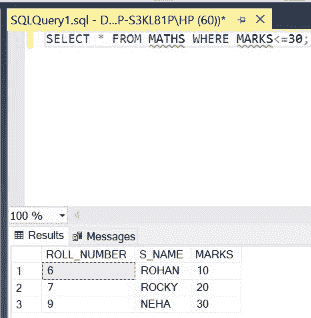 SQLQuery1.sql - D...P-S3KL81P\HP (60))*
SELECT * FROM MATHS WHERE MARKS<=30;
100 %
Results Messages
ROLL_NUMBER S_NAME MARKS
1 6 ROHAN 10
2 7 ROCKY 20
3 9 NEHA 30